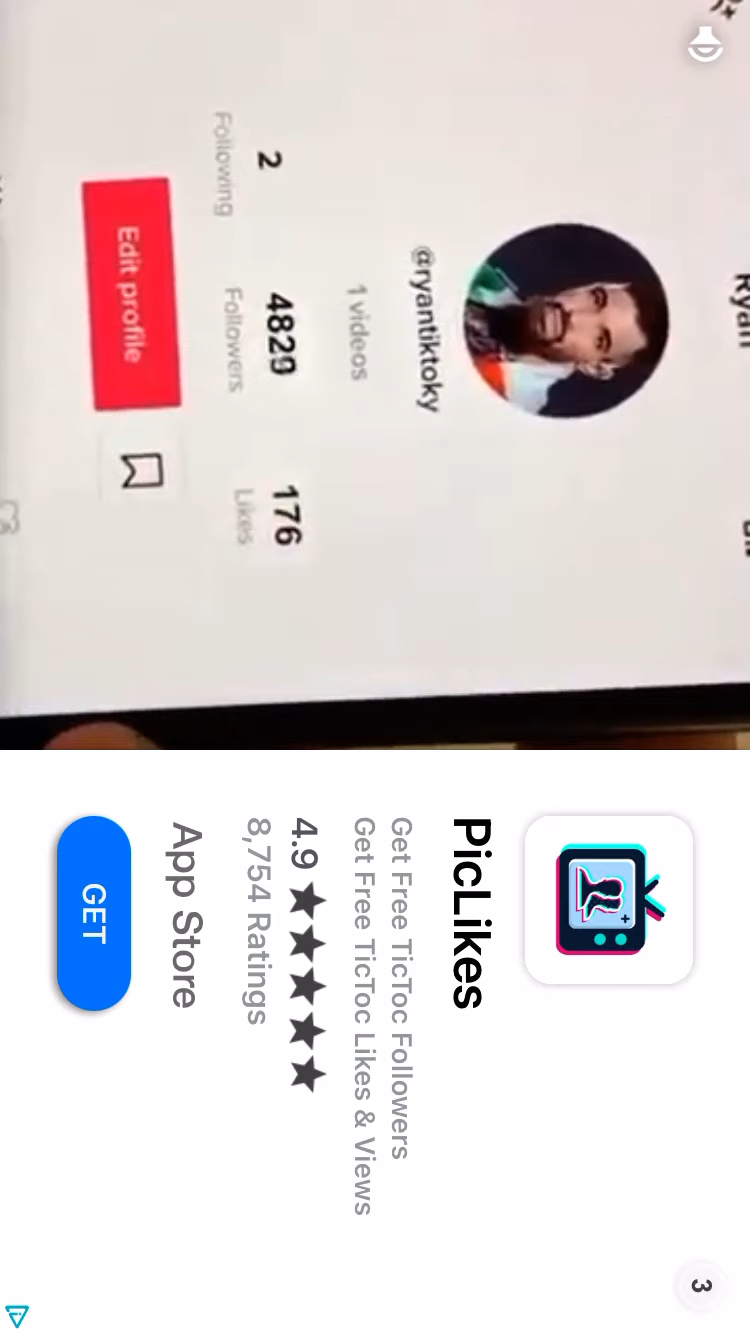 Ryan
@ryantiktoky
1 videos
2 4829 176
Following Followers Likes
Edit profile
3
PicLikes
Get Free TicToc Followers
Get Free TicToc Likes & Views
4.9 ★★★★★
8,754 Ratings
App Store
GET